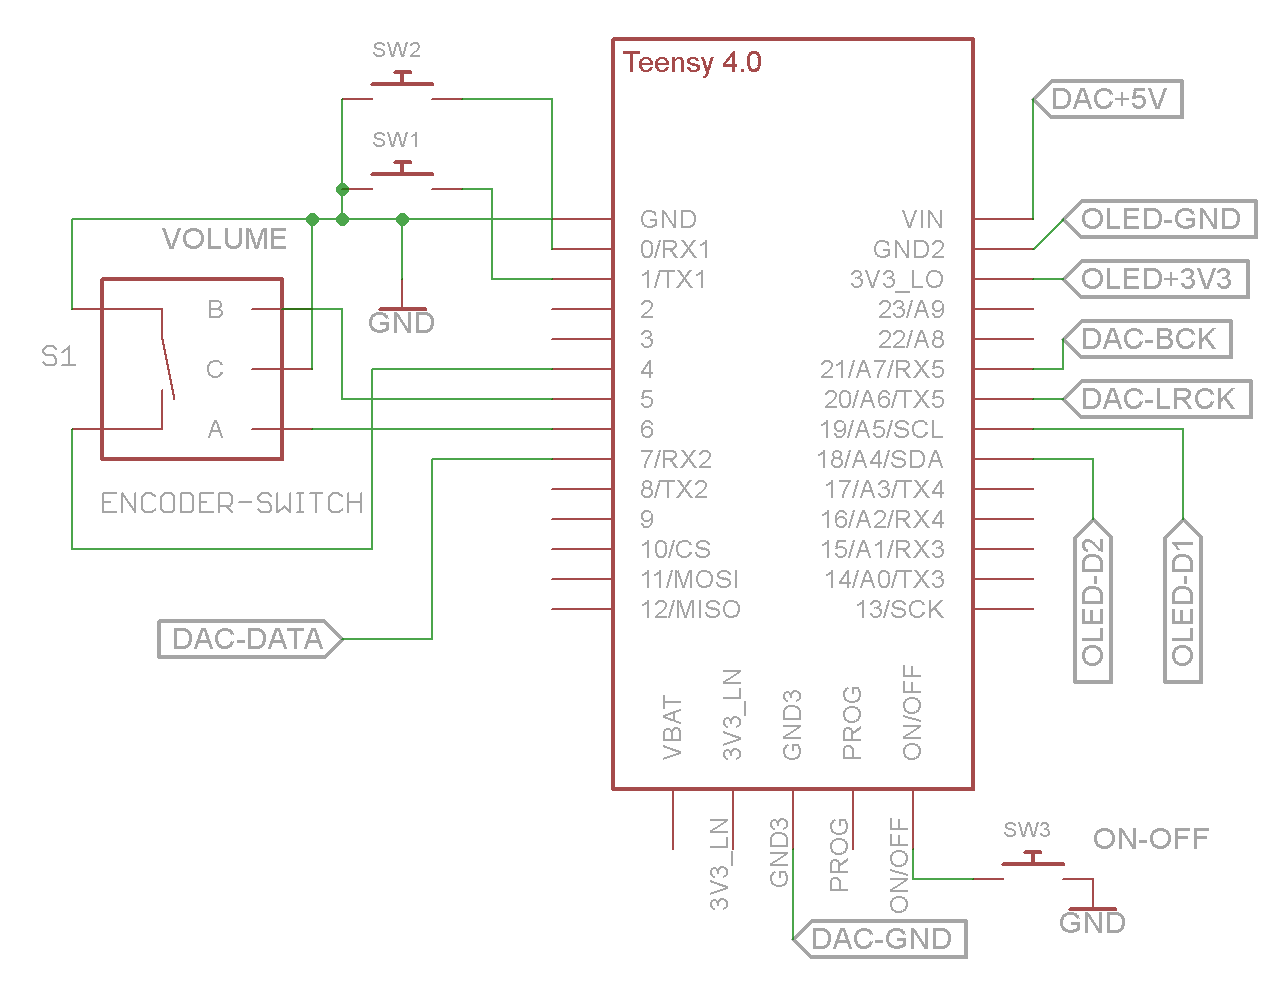 SW2
Teensy 4.0
DAC+5V
SW1
GND
VIN
OLED-GND
VOLUME
0/RX1
GND2
1/TX1
3V3_LO
OLED+3V3
B
2
23/A9
GND
3
22/A8
DAC-BCK
S1
C
4
21/A7/RX5
5
20/A6/TX5
DAC-LRCK
A
6
19/A5/SCL
7/RX2
18/A4/SDA
8/TX2
17/A3/TX4
ENCODER-SWITCH
9
16/A2/RX4
10/CS
15/A1/RX3
11/MOSI
14/A0/TX3
12/MISO
13/SCK
OLED-D2
OLED-D1
DAC-DATA
VBAT
3V3_LN
GND3
PROG
ON/OFF
3V3_LN
GND3
PROG
ON/OFF
SW3
ON-OFF
GND
DAC-GND